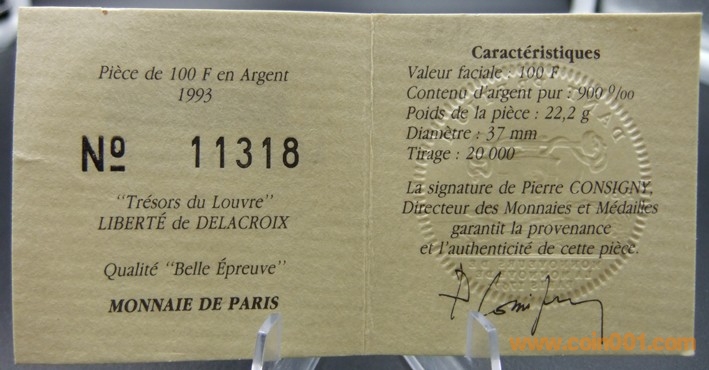 Pièce de 100 F en Argent
1993
Nº 11318
"Trésors du Louvre"
LIBERTÉ de DELACROIX
Qualité "Belle Épreuve"
MONNAIE DE PARIS
Caractéristiques
Valeur faciale : 100 F
Contenu d'argent pur : 900 º/ₒₒ
Poids de la pièce : 22,2 g
Diamètre : 37 mm
Tirage : 20 000
La signature de Pierre CONSIGNY,
Directeur des Monnaies et Médailles
garantit la provenance
et l'authenticité de cette pièce.
www.coin001.com